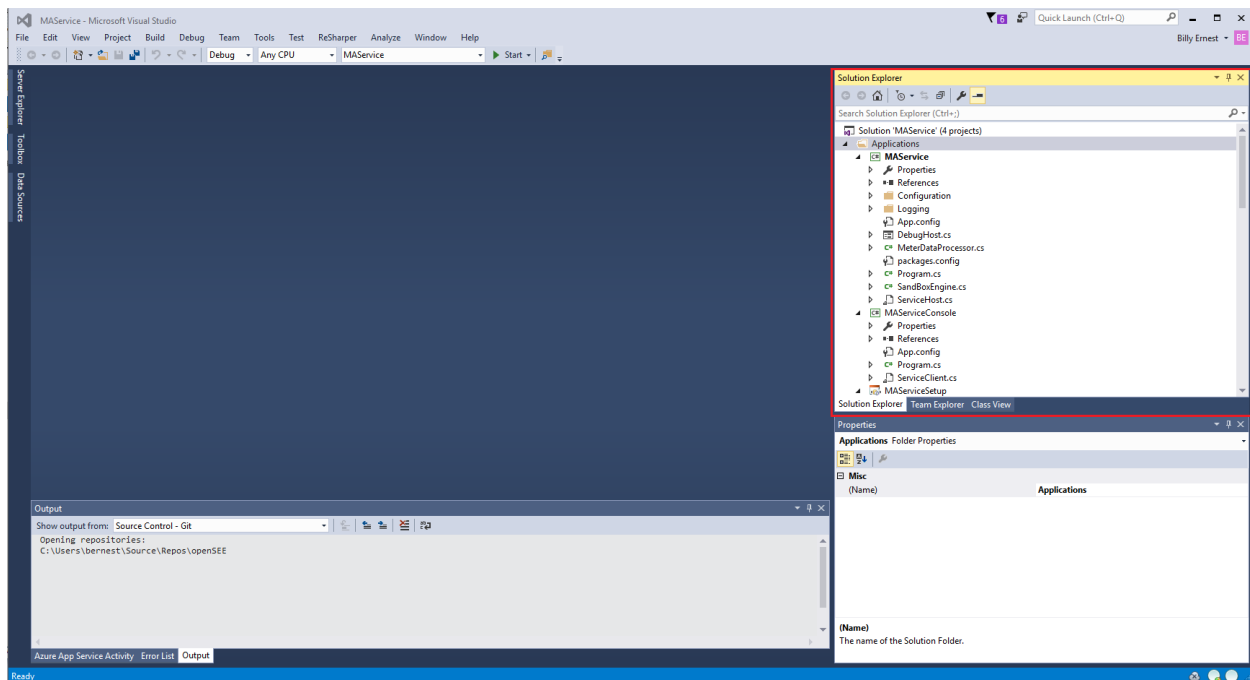 MAService - Microsoft Visual Studio
6
Quick Launch (Ctrl+Q)
File Edit View Project Build Debug Team Tools Test ReSharper Analyze Window Help
Billy Ernest BE
Debug Any CPU MAService Start
Server Explorer
Toolbox
Data Sources
Solution Explorer
Search Solution Explorer (Ctrl+;)
Solution 'MAService' (4 projects)
Applications
C# MAService
Properties
References
Configuration
Logging
App.config
DebugHost.cs
C# MeterDataProcessor.cs
packages.config
C# Program.cs
C# SandBoxEngine.cs
ServiceHost.cs
C# MAServiceConsole
Properties
References
App.config
C# Program.cs
ServiceClient.cs
MAServiceSetup
Solution Explorer Team Explorer Class View
Properties
Applications Folder Properties
Misc
(Name) Applications
(Name)
The name of the Solution Folder.
Output
Show output from: Source Control - Git
Opening repositories:
C:\Users\bernest\Source\Repos\openSEE
Azure App Service Activity Error List Output
Ready